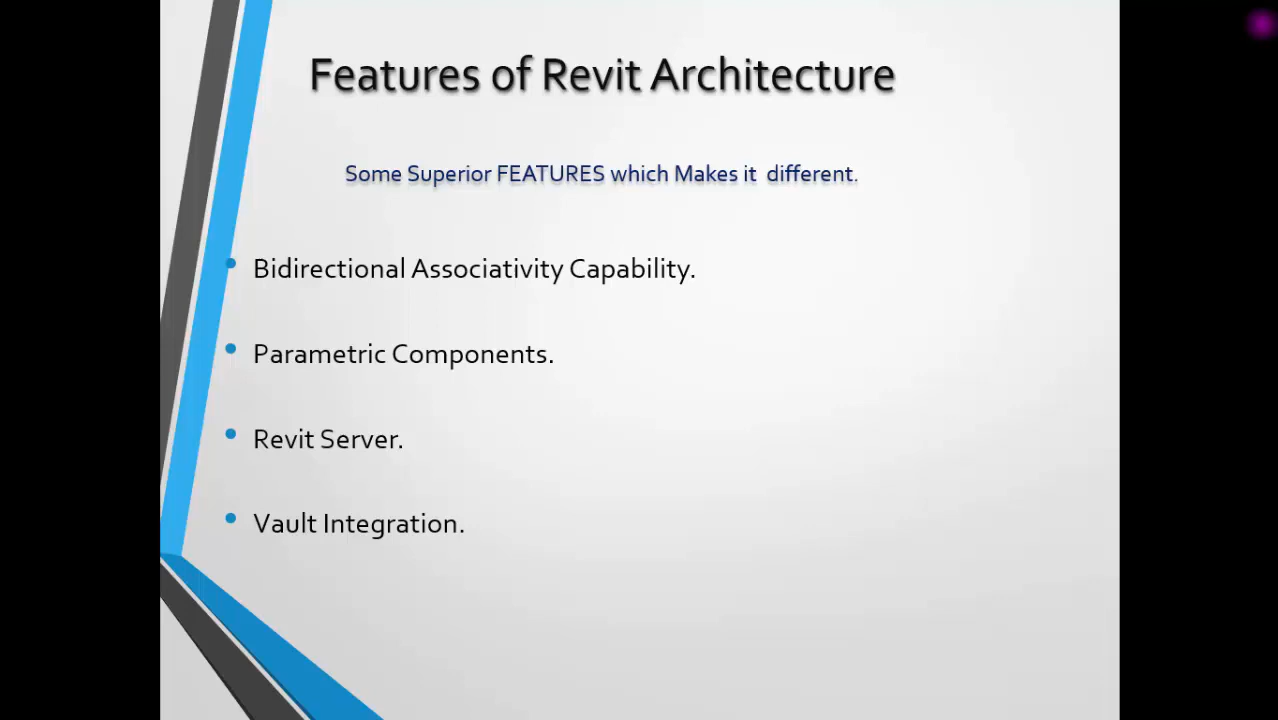 Features of Revit Architecture
Some Superior FEATURES which Makes it different.
• Bidirectional Associativity Capability.
• Parametric Components.
• Revit Server.
• Vault Integration.